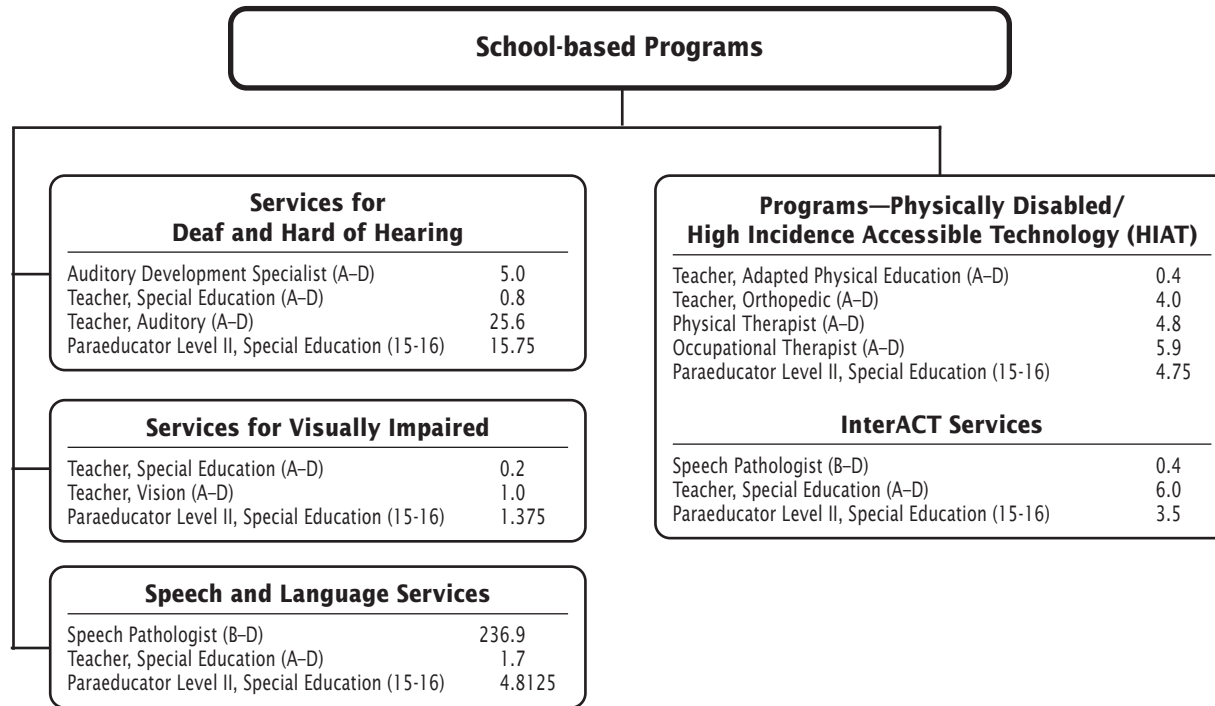 School-based Programs
Services for
Deaf and Hard of Hearing
Auditory Development Specialist (A–D) 5.0
Teacher, Special Education (A–D) 0.8
Teacher, Auditory (A–D) 25.6
Paraeducator Level II, Special Education (15-16) 15.75
Services for Visually Impaired
Teacher, Special Education (A–D) 0.2
Teacher, Vision (A–D) 1.0
Paraeducator Level II, Special Education (15-16) 1.375
Speech and Language Services
Speech Pathologist (B–D) 236.9
Teacher, Special Education (A–D) 1.7
Paraeducator Level II, Special Education (15-16) 4.8125
Programs—Physically Disabled/
High Incidence Accessible Technology (HIAT)
Teacher, Adapted Physical Education (A–D) 0.4
Teacher, Orthopedic (A–D) 4.0
Physical Therapist (A–D) 4.8
Occupational Therapist (A–D) 5.9
Paraeducator Level II, Special Education (15-16) 4.75
InterACT Services
Speech Pathologist (B–D) 0.4
Teacher, Special Education (A–D) 6.0
Paraeducator Level II, Special Education (15-16) 3.5